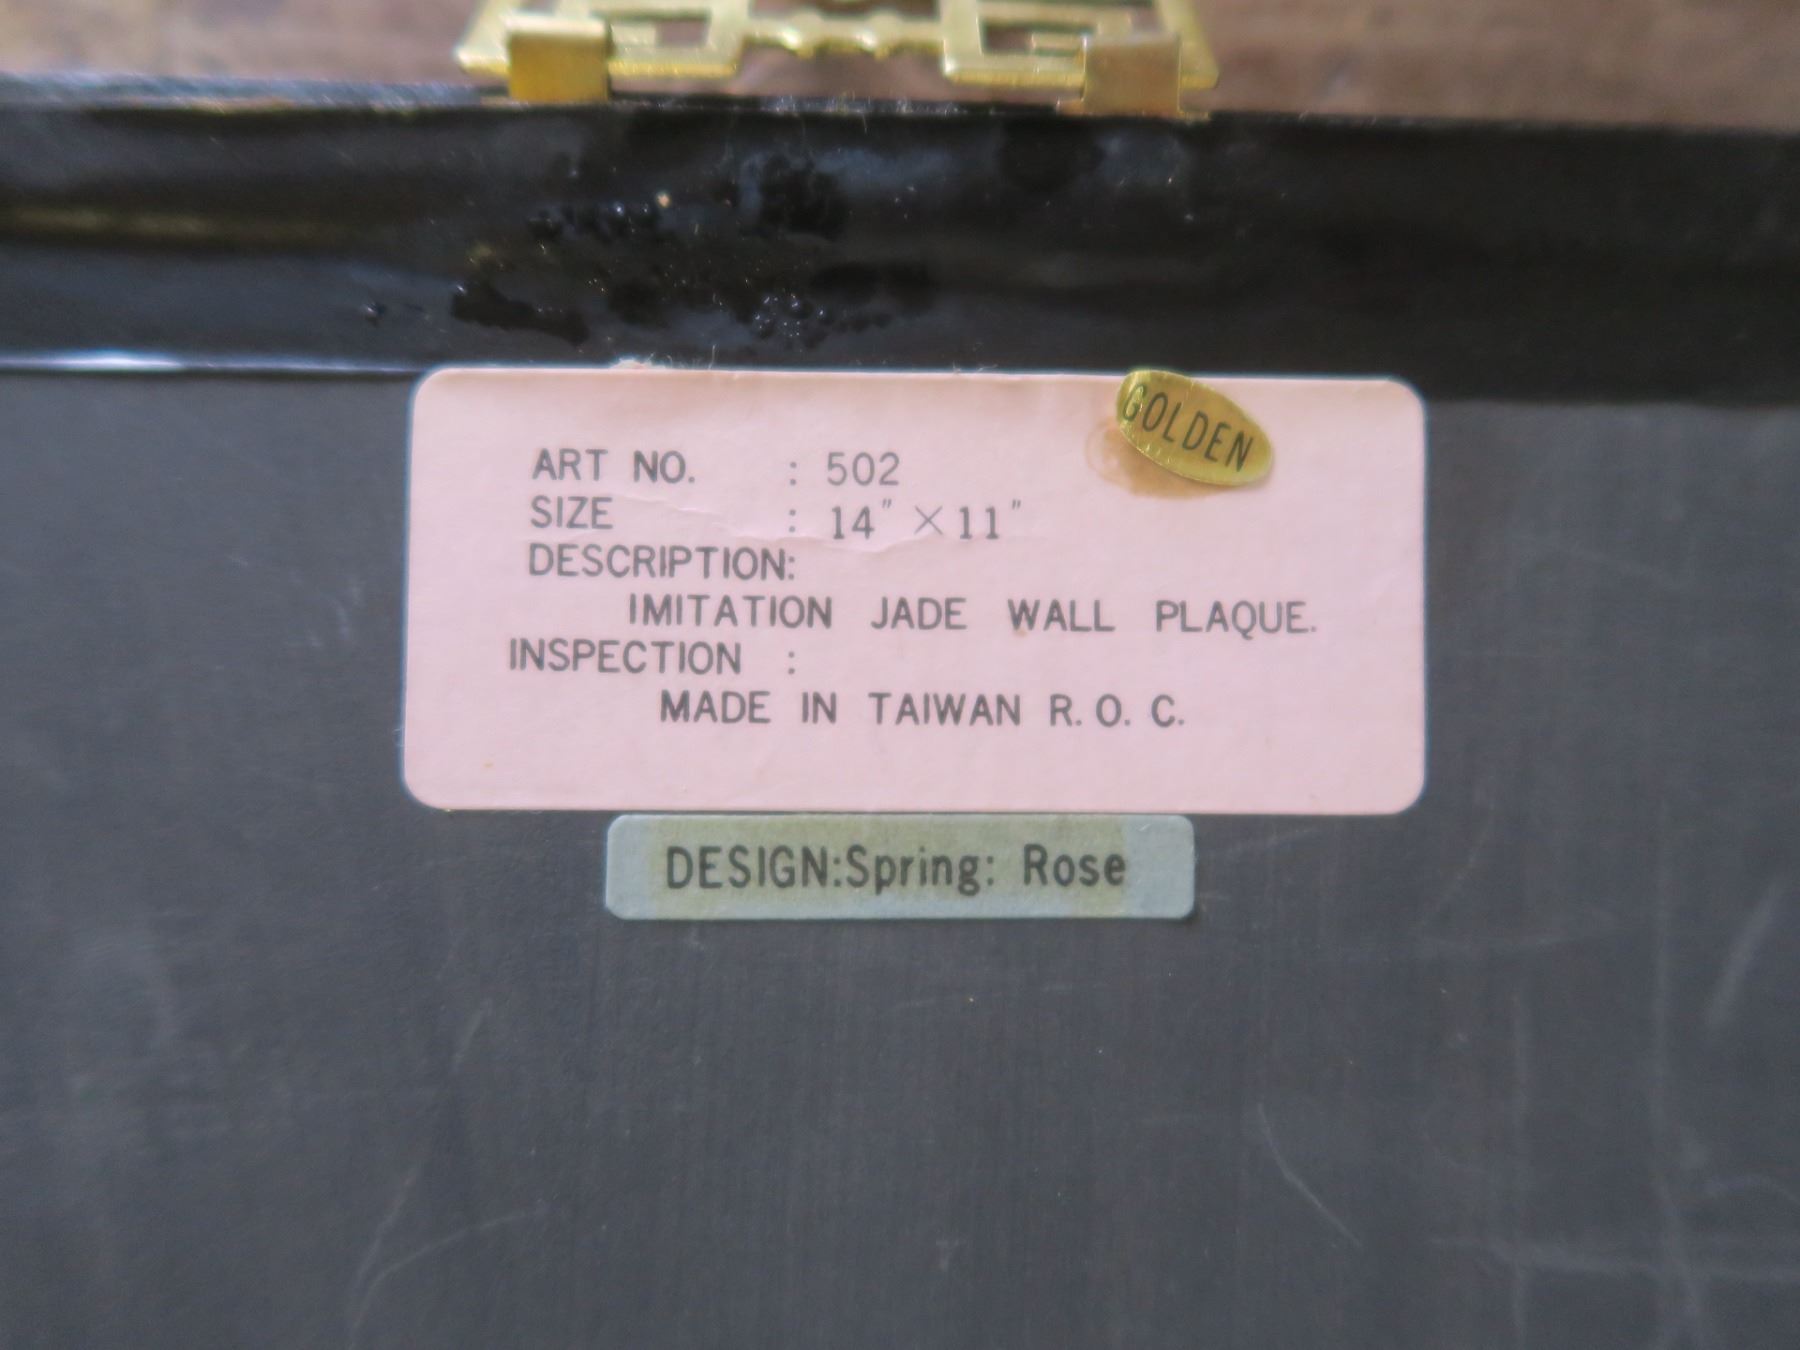 GOLDEN
ART NO. : 502
SIZE : 14" ×11"
DESCRIPTION:
IMITATION JADE WALL PLAQUE.
INSPECTION :
MADE IN TAIWAN R. O. C.
DESIGN:Spring: Rose